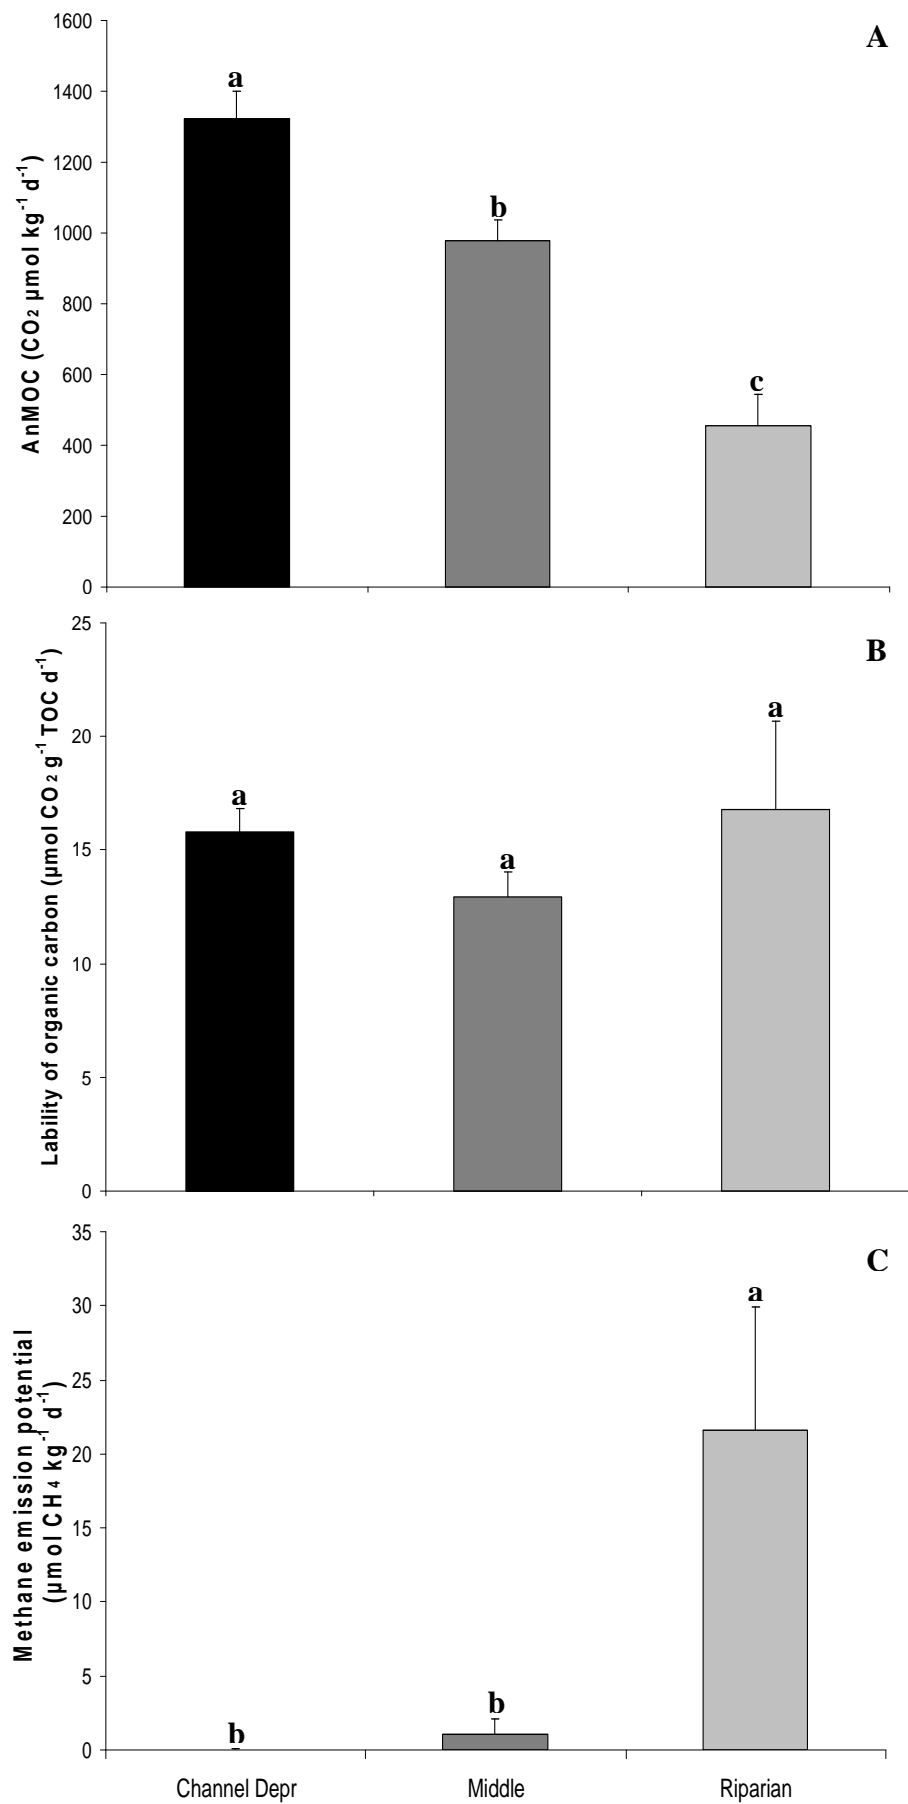 A
AnMOC (CO₂ µmol kg⁻¹ d⁻¹)
1600
1400
1200
1000
800
600
400
200
0
a
b
c
B
Lability of organic carbon (µmol CO₂ g⁻¹ TOC d⁻¹)
25
20
15
10
5
0
a
a
a
C
Methane emission potential
(µmol CH₄ kg⁻¹ d⁻¹)
35
30
25
20
15
10
5
0
b
b
a
Channel Depr Middle Riparian